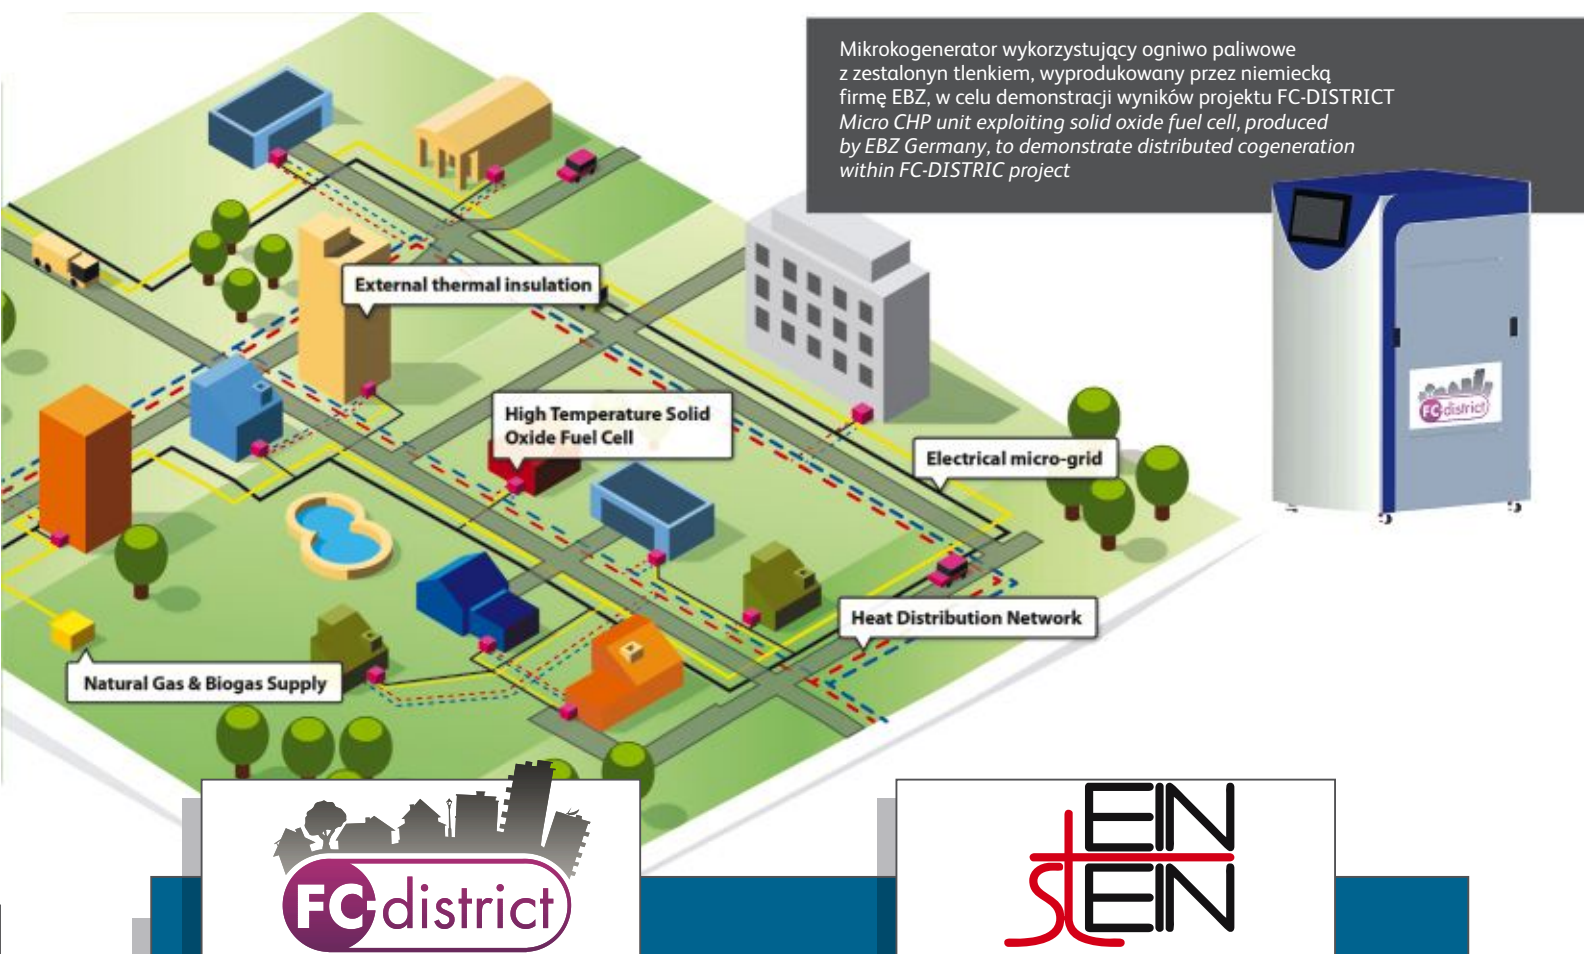 Mikrokogenerator wykorzystujący ogniwo paliwowe
z zestalonyn tlenkiem, wyprodukowany przez niemiecką
firmę EBZ, w celu demonstracji wyników projektu FC-DISTRICT
Micro CHP unit exploiting solid oxide fuel cell, produced
by EBZ Germany, to demonstrate distributed cogeneration
within FC-DISTRIC project
External thermal insulation
High Temperature Solid
Oxide Fuel Cell
FC-district
Electrical micro-grid
Heat Distribution Network
Natural Gas & Biogas Supply
FC-district
EIN
stEIN